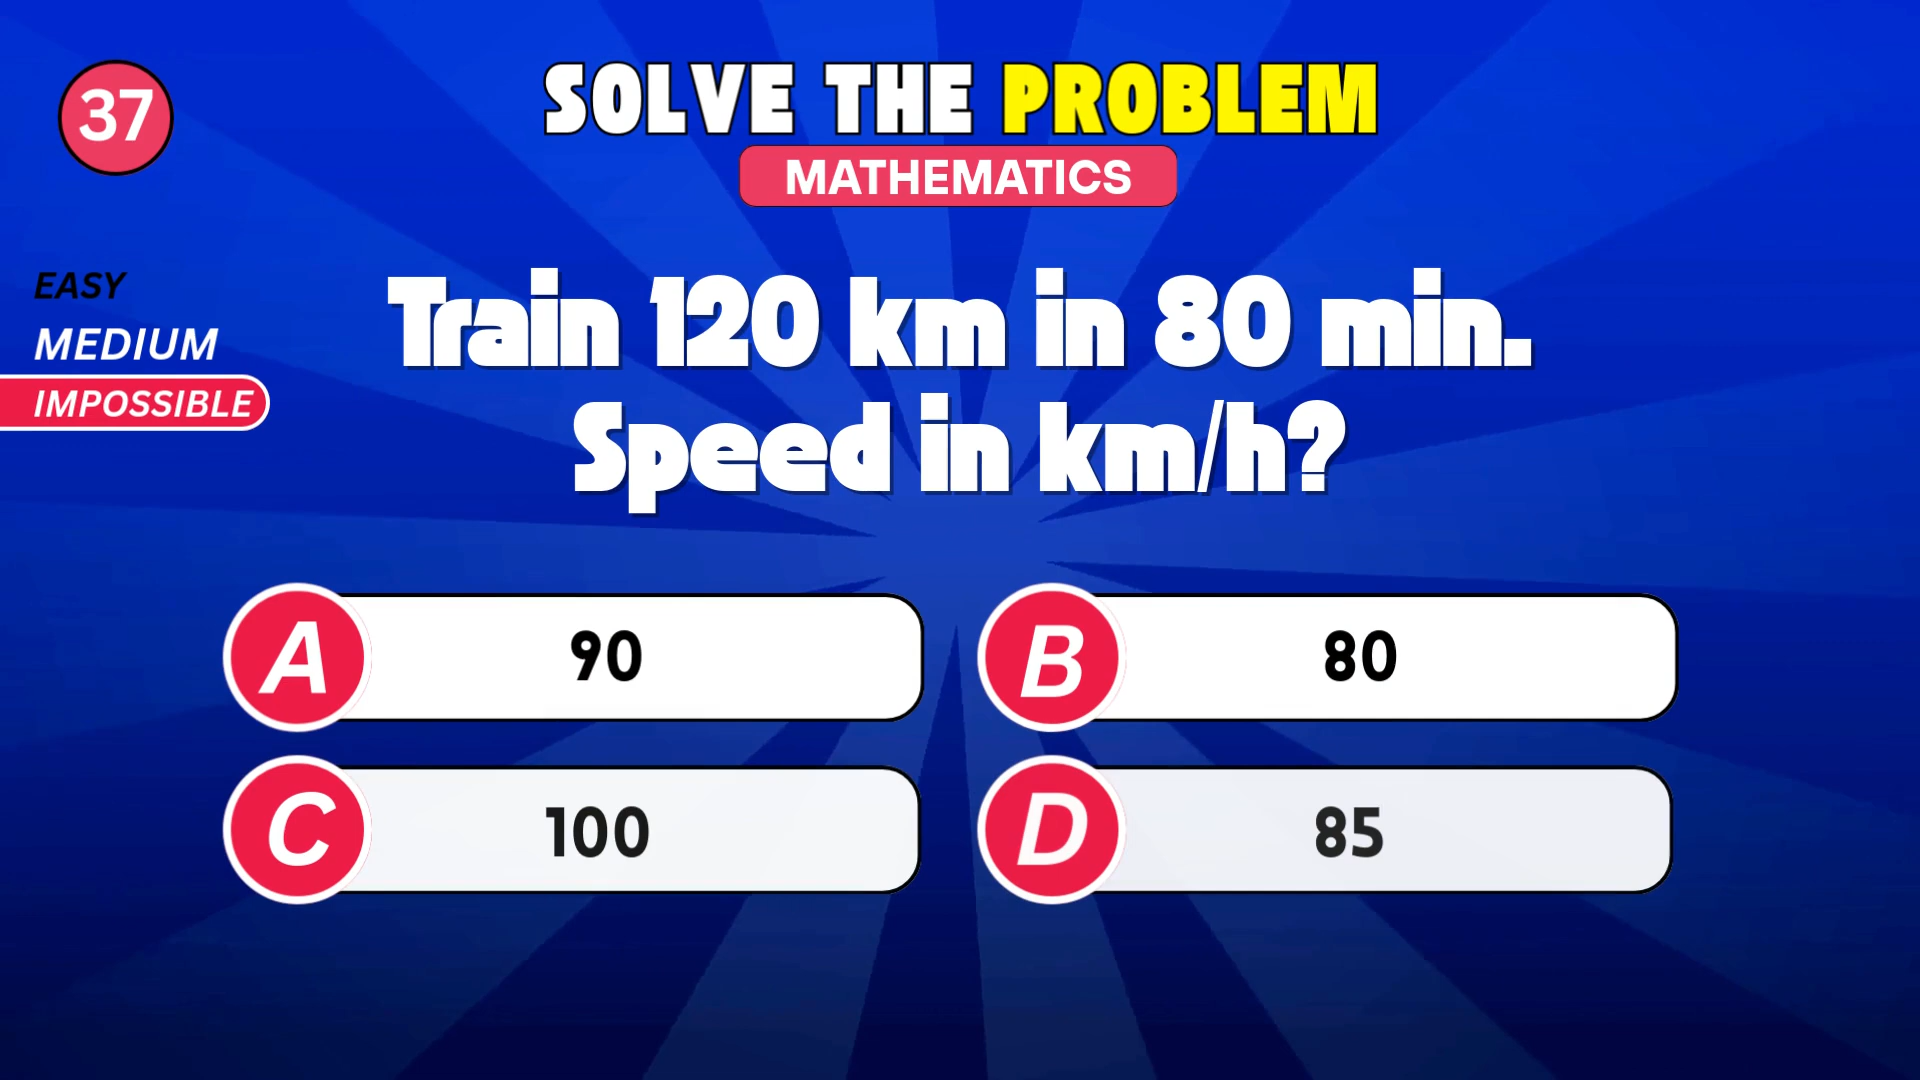 37
SOLVE THE PROBLEM
MATHEMATICS
EASY
MEDIUM
IMPOSSIBLE
Train 120 km in 80 min.
Speed in km/h?
A 90
B 80
C 100
D 85